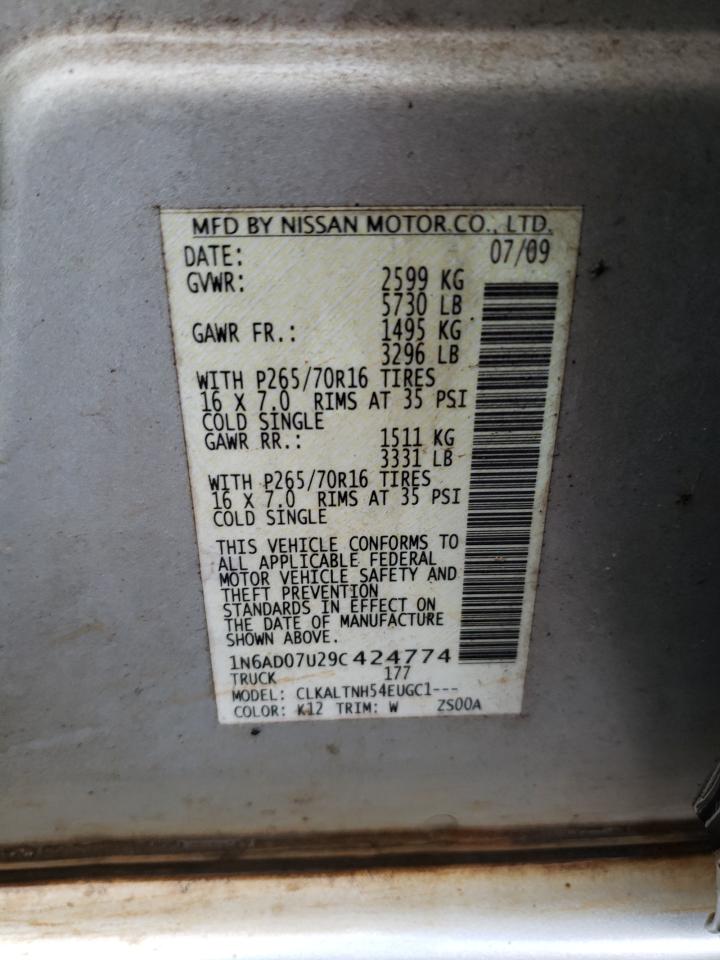 MFD BY NISSAN MOTOR CO., LTD.
DATE: 07/09
GVWR: 2599 KG
5730 LB
GAWR FR.: 1495 KG
3296 LB
WITH P265/70R16 TIRES
16 X 7.0 RIMS AT 35 PSI
COLD SINGLE
GAWR RR.: 1511 KG
3331 LB
WITH P265/70R16 TIRES
16 X 7.0 RIMS AT 35 PSI
COLD SINGLE
THIS VEHICLE CONFORMS TO
ALL APPLICABLE FEDERAL
MOTOR VEHICLE SAFETY AND
THEFT PREVENTION
STANDARDS IN EFFECT ON
THE DATE OF MANUFACTURE
SHOWN ABOVE.
1N6AD07U29C424774
TRUCK 177
MODEL: CLKALTNH54EUGC1---
COLOR: K12 TRIM: W ZS00A